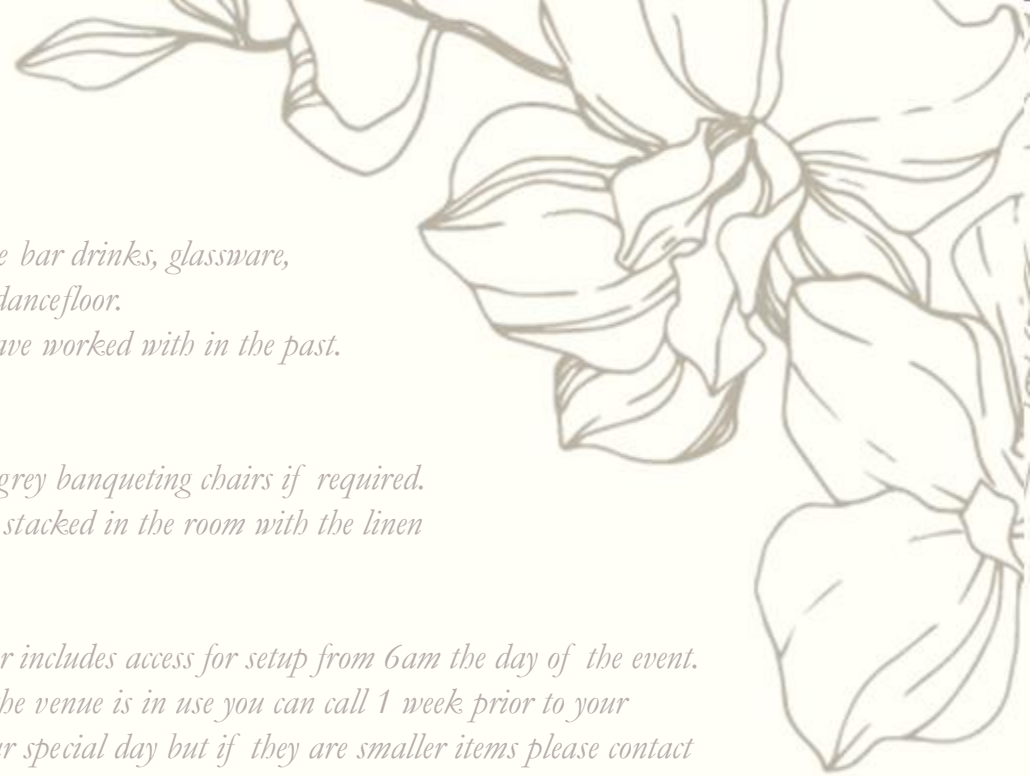 bar drinks, glassware,
dancefloor.
worked with in the past.
grey banqueting chairs if required.
stacked in the room with the linen
includes access for setup from 6am the day of the event.
the venue is in use you can call 1 week prior to your
special day but if they are smaller items please contact